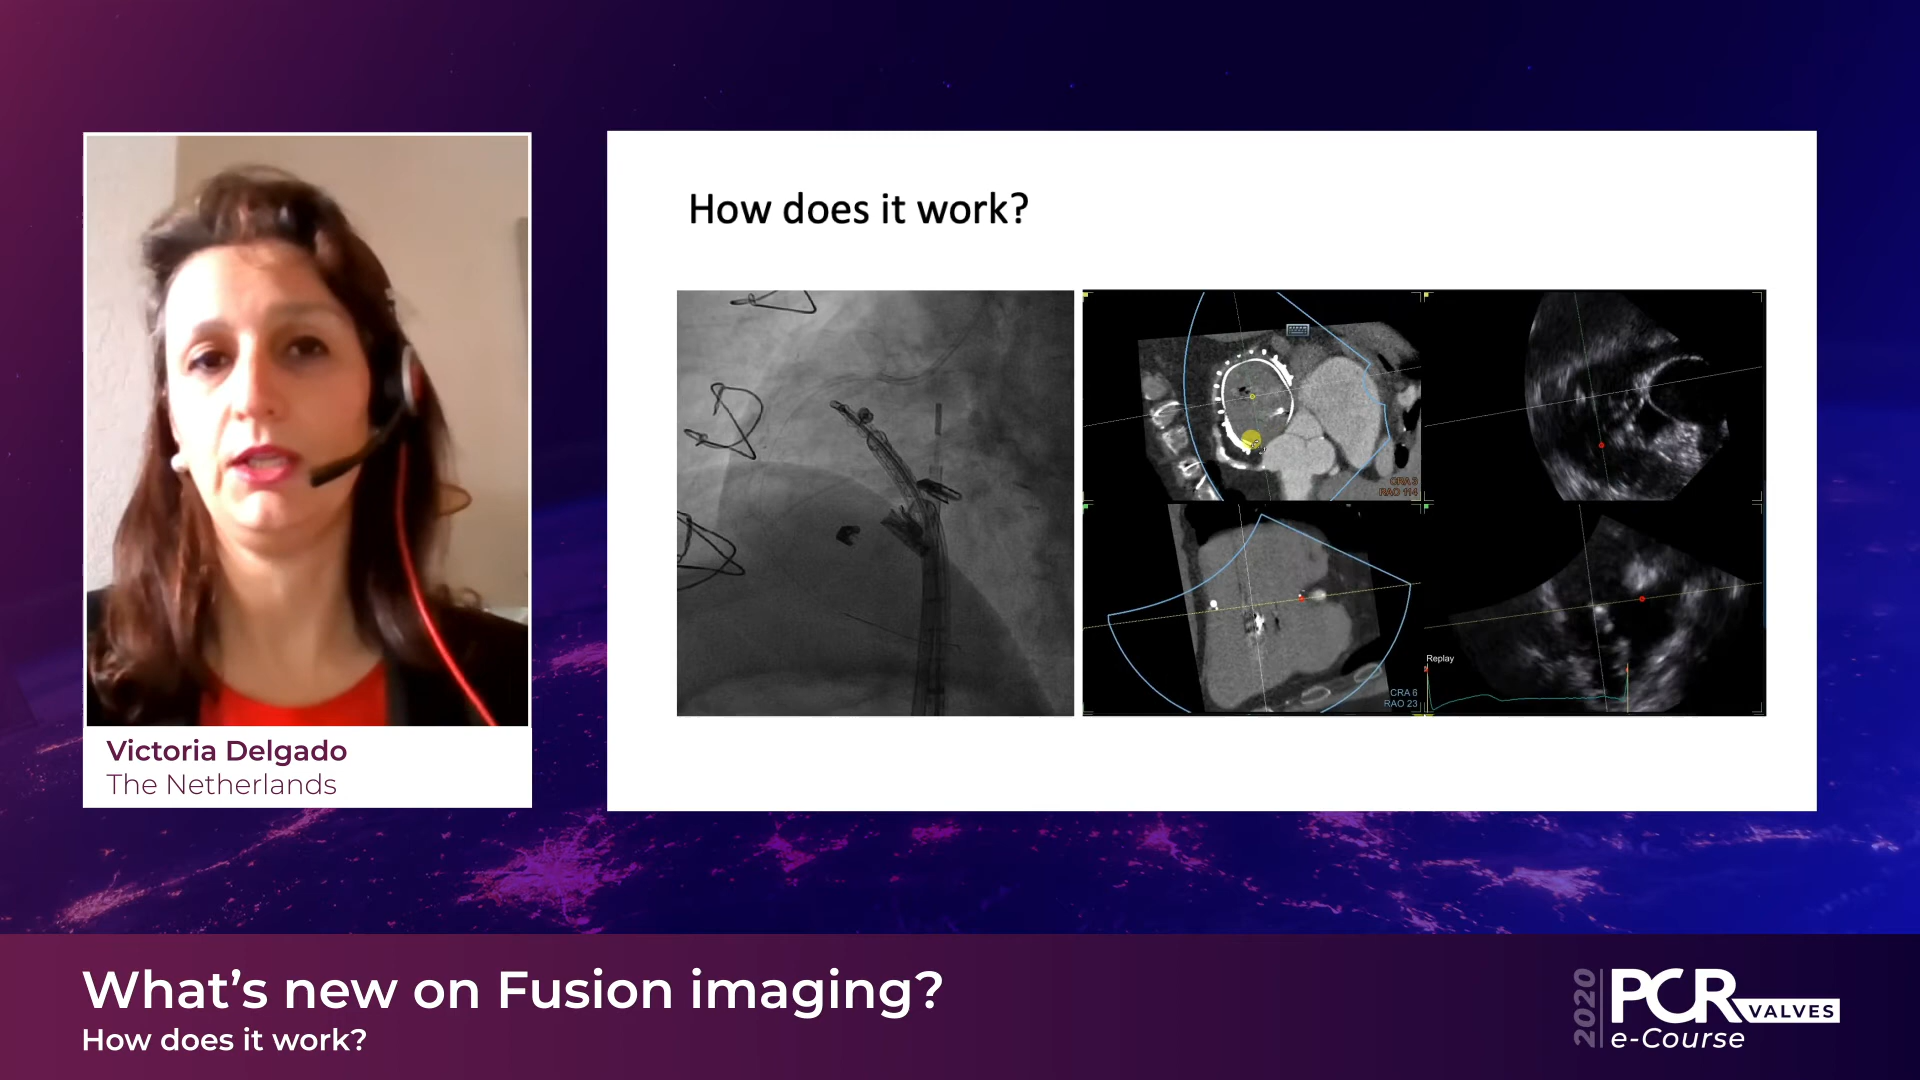 How does it work?
CRA 3
RAO 114
Replay
CRA 6
RAO 23
Victoria Delgado
The Netherlands
What's new on Fusion imaging?
How does it work?
2020
PCR
VALVES
e-Course